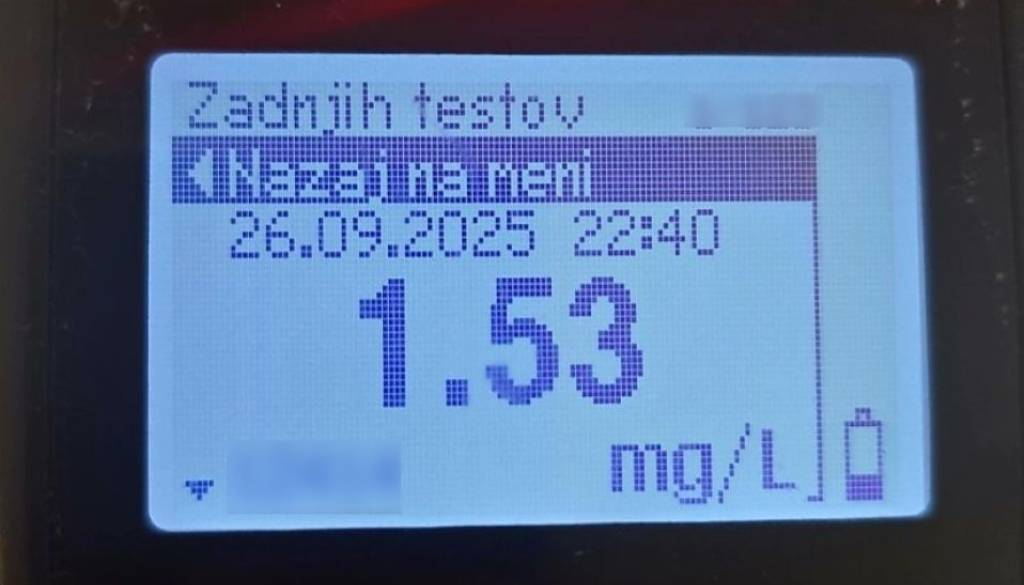 Zadnjih testov
Nazaj na meni
26.09.2025 22:40
1.53
mg/L